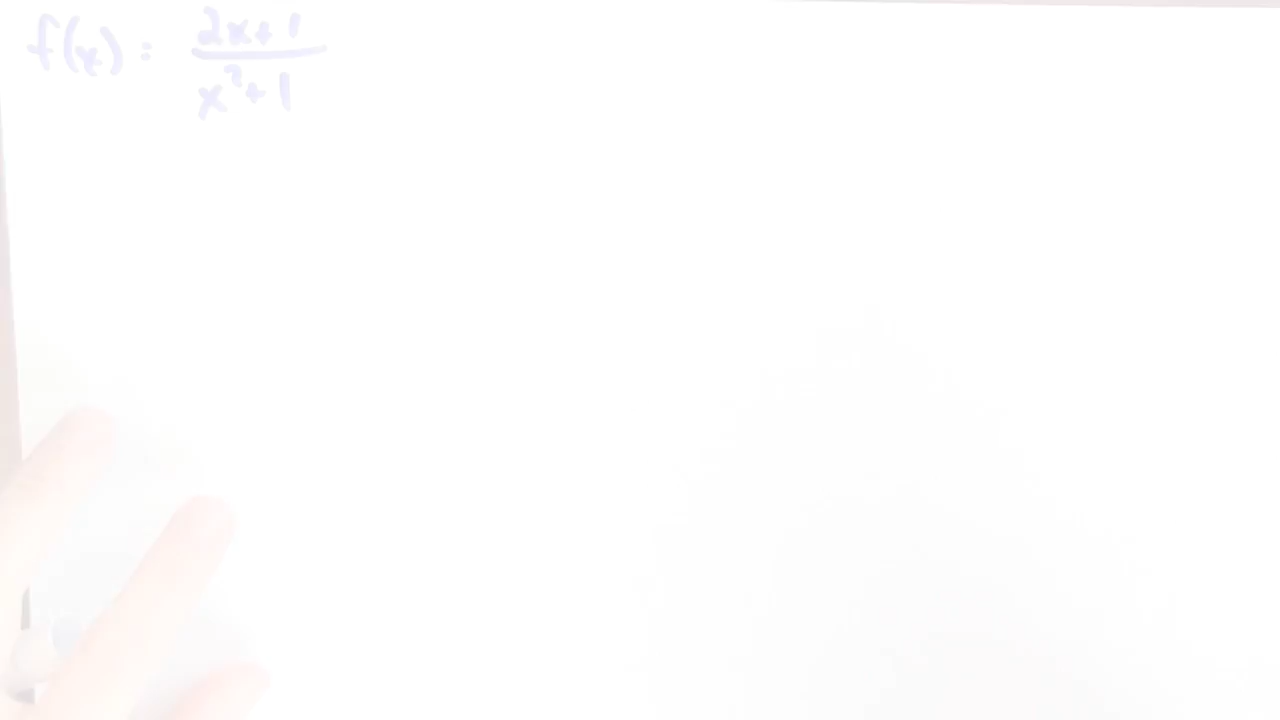 f(x) = 2x+1 / x²+1